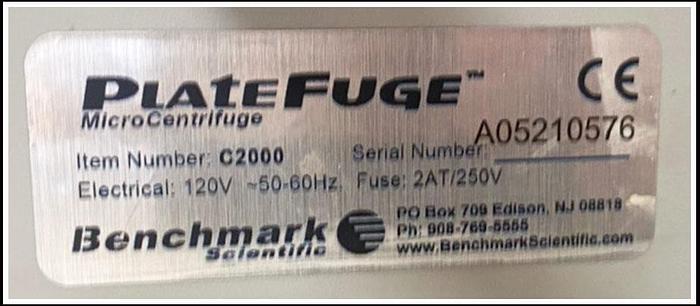 PLATEFUGE™ CE
MicroCentrifuge
Item Number: C2000 Serial Number: A05210576
Electrical: 120V ~50-60Hz, Fuse: 2AT/250V
Benchmark Scientific
PO Box 709 Edison, NJ 08818
Ph: 908-769-5555
www.BenchmarkScientific.com